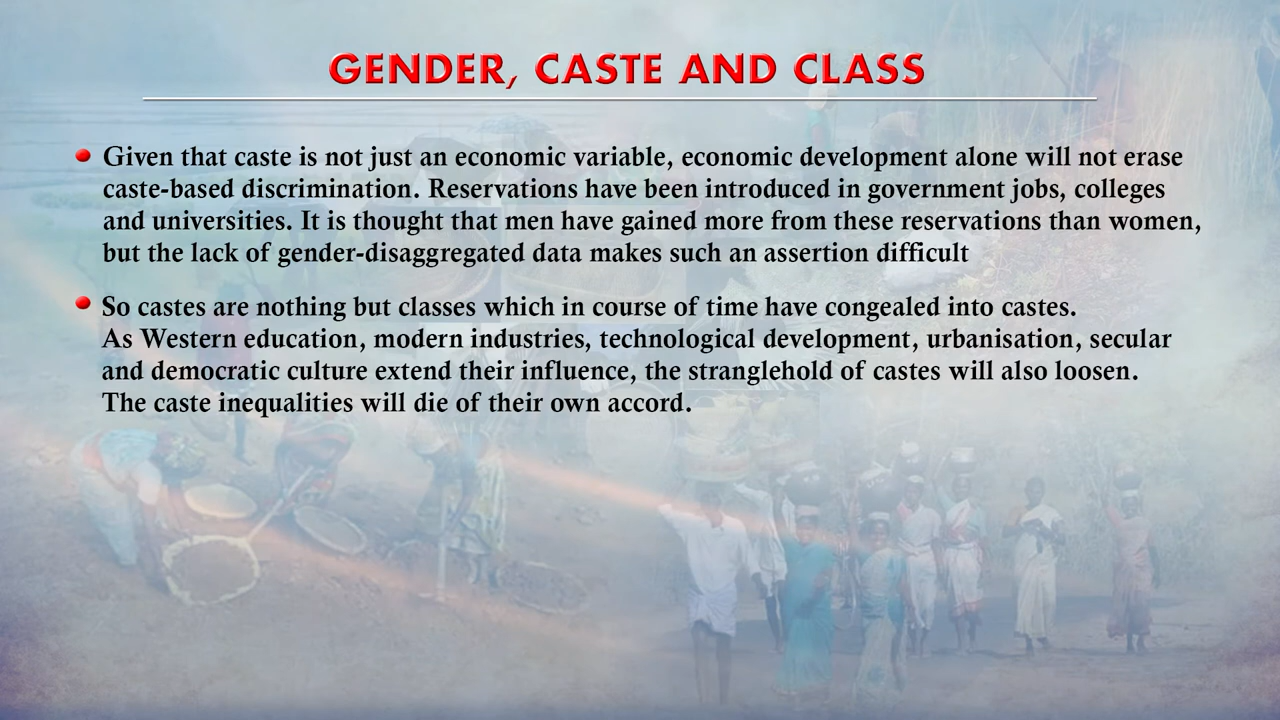 GENDER, CASTE AND CLASS
Given that caste is not just an economic variable, economic development alone will not erase
caste-based discrimination. Reservations have been introduced in government jobs, colleges
and universities. It is thought that men have gained more from these reservations than women,
but the lack of gender-disaggregated data makes such an assertion difficult
So castes are nothing but classes which in course of time have congealed into castes.
As Western education, modern industries, technological development, urbanisation, secular
and democratic culture extend their influence, the stranglehold of castes will also loosen.
The caste inequalities will die of their own accord.